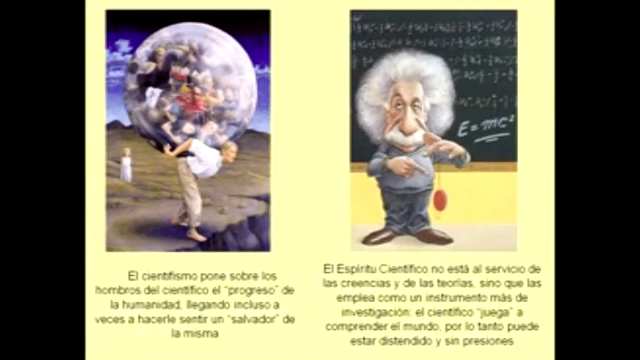 E = mc²
El cientifismo pone sobre los
hombros del científico el "progreso" de
la humanidad, llegando incluso a
veces a hacerle sentir un "salvador" de
la misma
El Espíritu Científico no está al servicio de
las creencias y de las teorías, sino que las
emplea como un instrumento más de
investigación: el científico "juega" a
comprender el mundo, por lo tanto puede
estar distendido y sin presiones